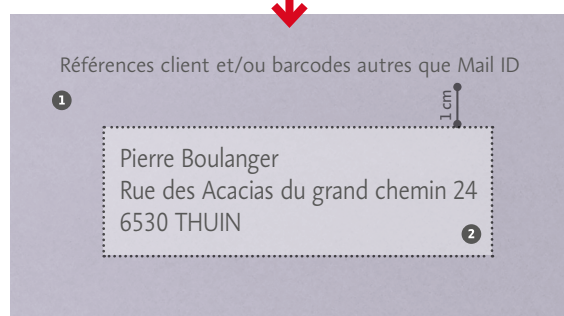 Références client et/ou barcodes autres que Mail ID
1
1 cm
Pierre Boulanger
Rue des Acacias du grand chemin 24
6530 THUIN
2